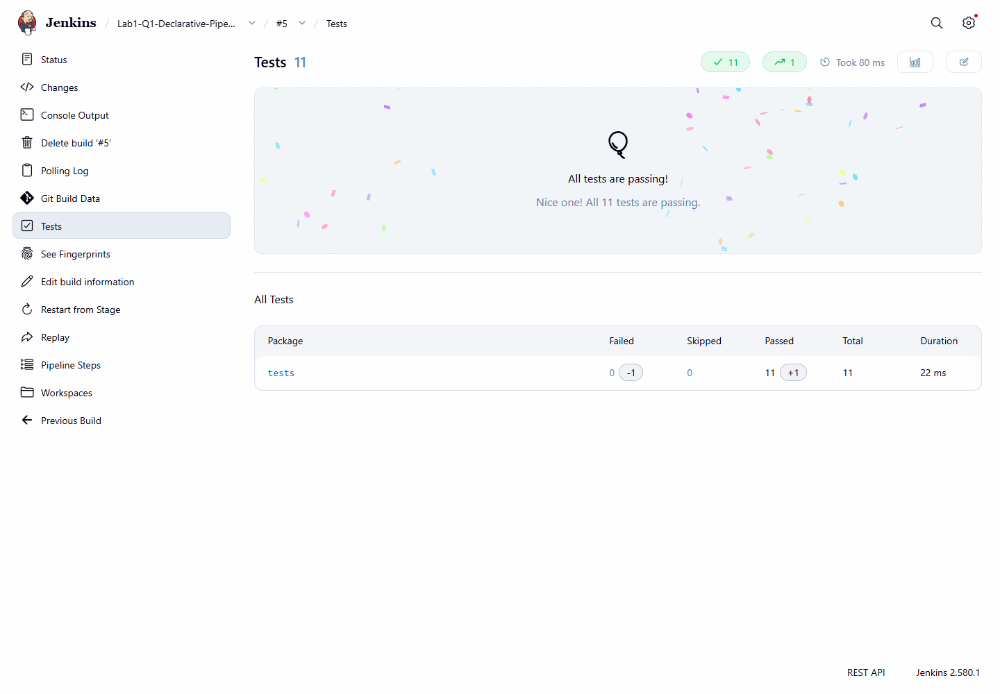 Jenkins / Lab1-Q1-Declarative-Pipe... / #5 / Tests
Status
Changes
Console Output
Delete build ‘#5’
Polling Log
Git Build Data
Tests
See Fingerprints
Edit build information
Restart from Stage
Replay
Pipeline Steps
Workspaces
Previous Build
Tests 11
11 1 Took 80 ms
All tests are passing!
Nice one! All 11 tests are passing.
All Tests
Package Failed Skipped Passed Total Duration
tests 0 -1 0 11 +1 11 22 ms
REST API Jenkins 2.580.1